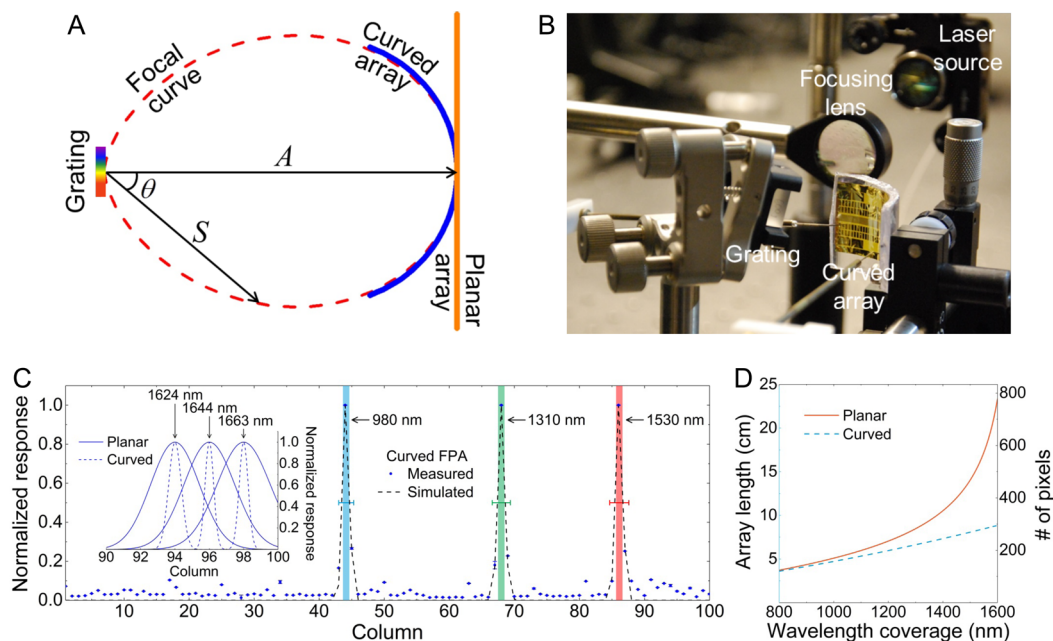 A
Focal
curve
Curved
array
Grating
A
θ
S
Planar
array
B
Laser
source
Focusing
lens
Grating
Curved
array
C
1624 nm
1644 nm
1663 nm
Planar
Curved
1.0
0.8
0.6
0.4
0.2
Normalized
response
90 92 94 96 98 100
Column
980 nm
1310 nm
1530 nm
Curved FPA
Measured
Simulated
Normalized response
1.0
0.8
0.6
0.4
0.2
0.0
10 20 30 40 50 60 70 80 90 100
Column
D
Planar
Curved
Array length (cm)
25
20
15
10
5
800
600
400
200
# of pixels
800 1000 1200 1400 1600
Wavelength coverage (nm)